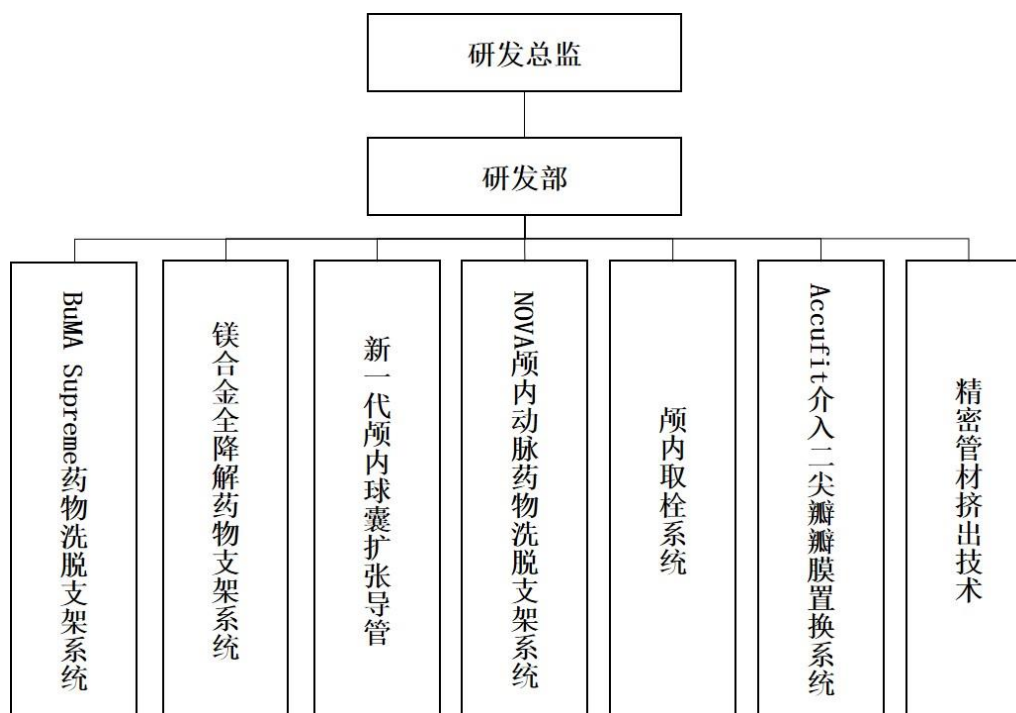 研发总监
研发部
BuMA Supreme药物洗脱支架系统
镁合金全降解药物支架系统
新一代颅内球囊扩张导管
NOVA颅内动脉药物洗脱支架系统
颅内取栓系统
Accufit介入二尖瓣瓣膜置换系统
精密管材挤出技术